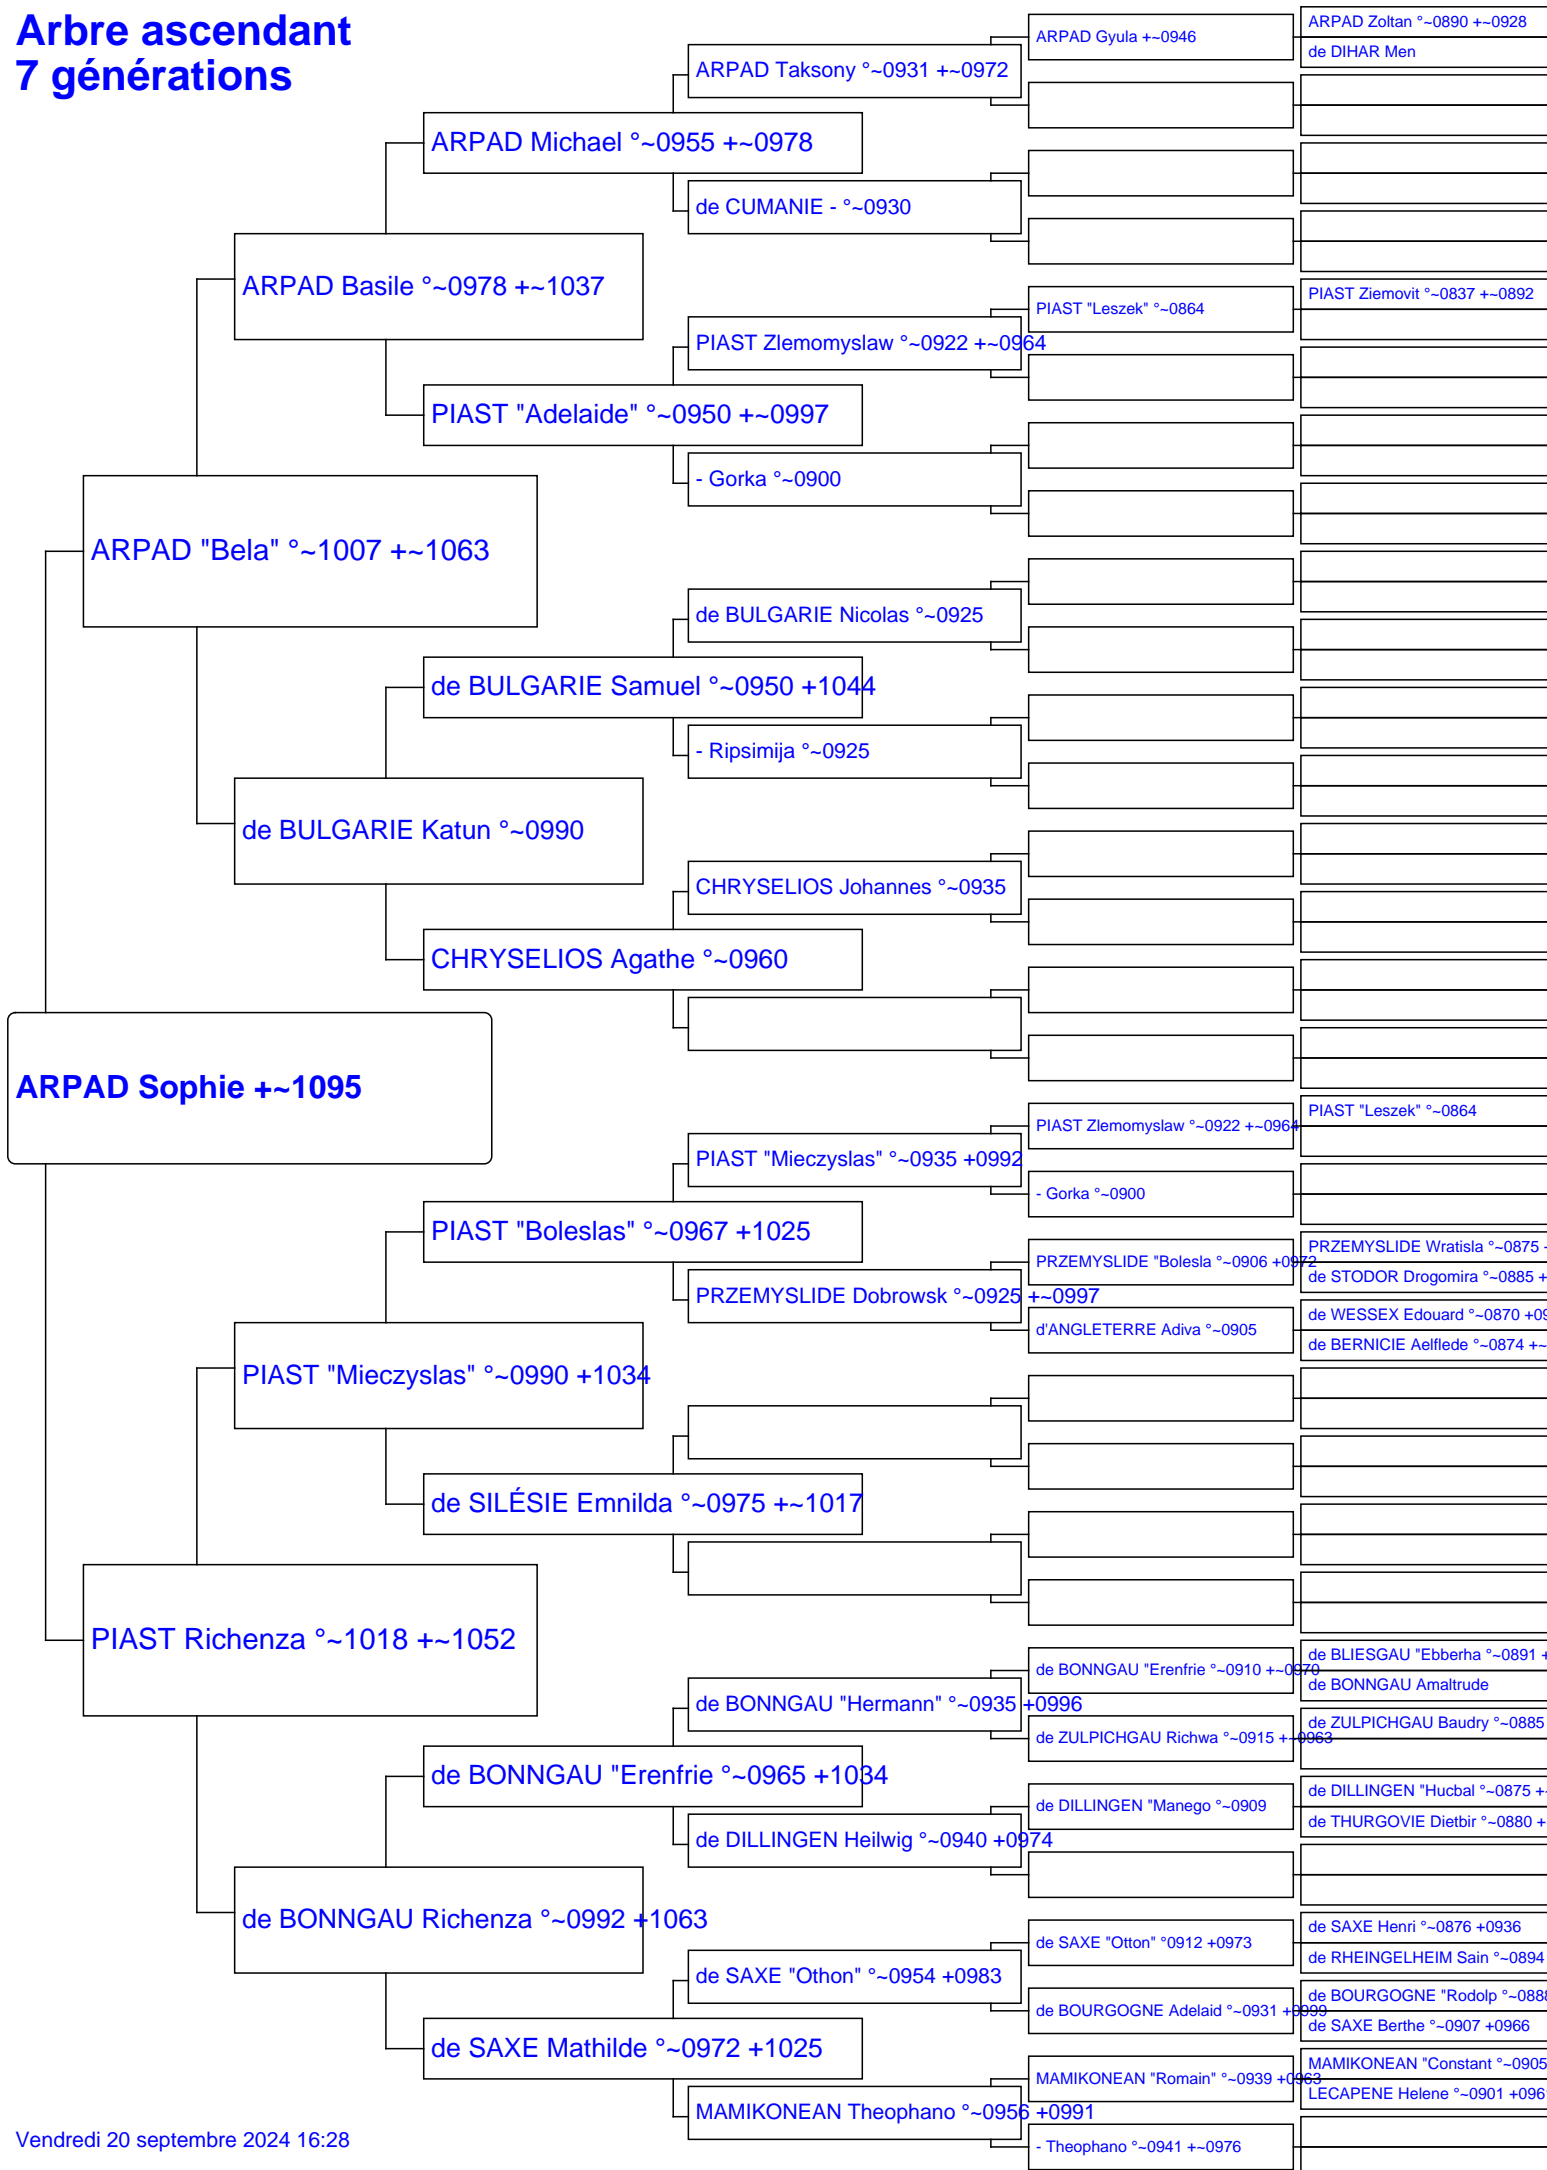 Arbre ascendant
7 générations
ARPAD Sophie +~1095
ARPAD "Bela" °~1007 +~1063
PIAST Richenza °~1018 +~1052
ARPAD Basile °~0978 +~1037
de BULGARIE Katun °~0990
PIAST "Mieczyslas" °~0990 +1034
de BONNGAU Richenza °~0992 +1063
ARPAD Michael °~0955 +~0978
PIAST "Adelaide" °~0950 +~0997
de BULGARIE Samuel °~0950 +1044
CHRYSELIOS Agathe °~0960
PIAST "Boleslas" °~0967 +1025
de SILÉSIE Emnilda °~0975 +~1017
de BONNGAU "Erenfrie °~0965 +1034
de SAXE Mathilde °~0972 +1025
ARPAD Taksony °~0931 +~0972
de CUMANIE - °~0930
PIAST Zlemomyslaw °~0922 +~0964
- Gorka °~0900
de BULGARIE Nicolas °~0925
- Ripsimija °~0925
CHRYSELIOS Johannes °~0935
PIAST "Mieczyslas" °~0935 +0992
PRZEMYSLIDE Dobrowsk °~0925 +~0997
de BONNGAU "Hermann" °~0935 +0996
de DILLINGEN Heilwig °~0940 +0974
de SAXE "Othon" °~0954 +0983
MAMIKONEAN Theophano °~0956 +0991
ARPAD Gyula +~0946
PIAST "Leszek" °~0864
PIAST Zlemomyslaw °~0922 +~0964
- Gorka °~0900
PRZEMYSLIDE "Bolesla °~0906 +0972
d'ANGLETERRE Adiva °~0905
de BONNGAU "Erenfrie °~0910 +~0970
de ZULPICHGAU Richwa °~0915 +~0963
de DILLINGEN "Manego °~0909
de SAXE "Otton" °0912 +0973
de BOURGOGNE Adelaid °~0931 +0999
MAMIKONEAN "Romain" °~0939 +0963
- Theophano °~0941 +~0976
ARPAD Zoltan °~0890 +~0928
de DIHAR Men
PIAST Ziemovit °~0837 +~0892
PIAST "Leszek" °~0864
PRZEMYSLIDE Wratisla °~0875
de STODOR Drogomira °~0885 +
de WESSEX Edouard °~0870 +09
de BERNICIE Aelflede °~0874 +~
de BLIESGAU "Ebberha °~0891 +
de BONNGAU Amaltrude
de ZULPICHGAU Baudry °~0885
de DILLINGEN "Hucbal °~0875 +
de THURGOVIE Dietbir °~0880 +
de SAXE Henri °~0876 +0936
de RHEINGELHEIM Sain °~0894
de BOURGOGNE "Rodolp °~0888
de SAXE Berthe °~0907 +0966
MAMIKONEAN "Constant °~0905
LECAPENE Helene °~0901 +096
Vendredi 20 septembre 2024 16:28